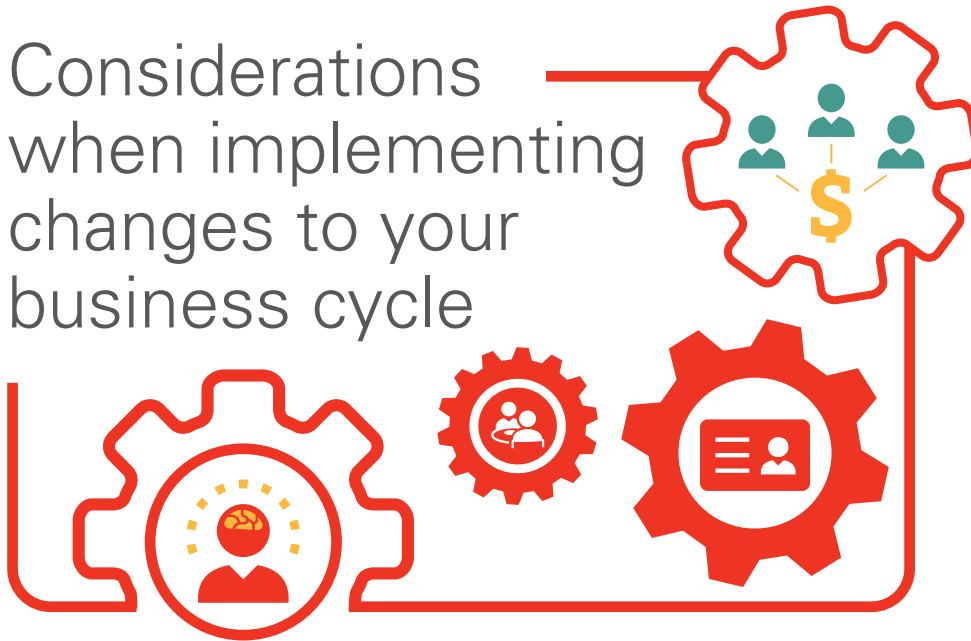 Considerations
when implementing
changes to your
business cycle
$